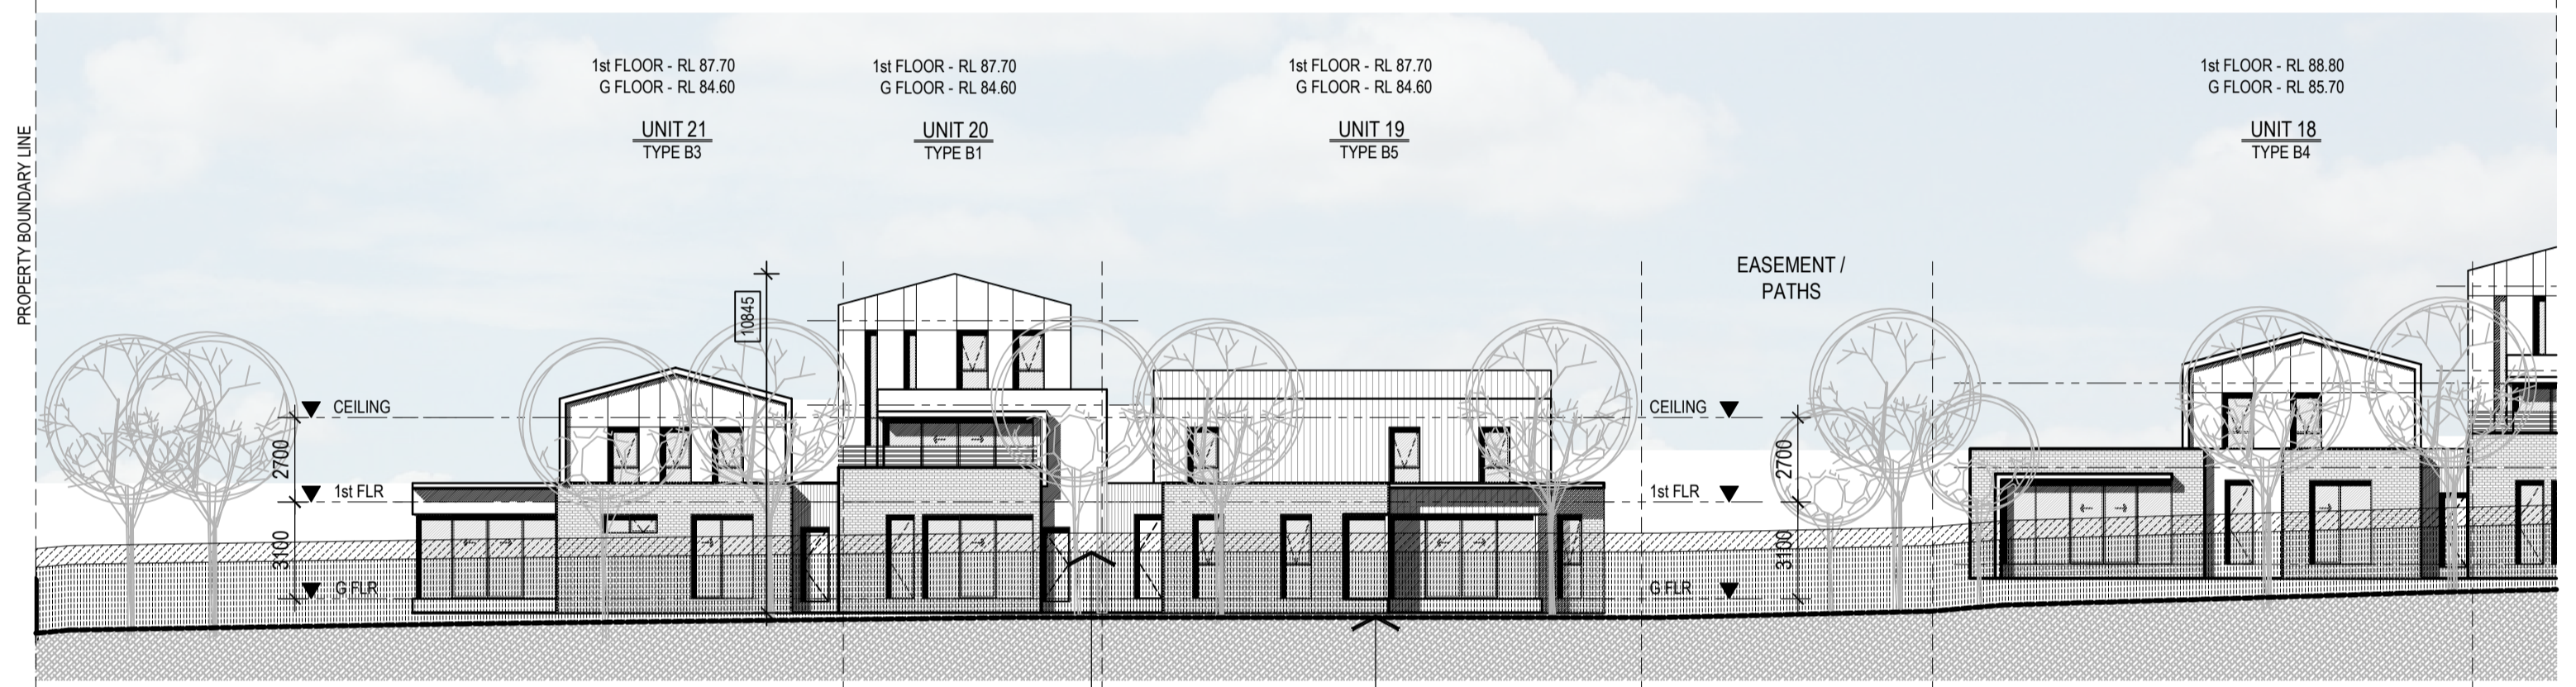 PROPERTY BOUNDARY LINE
1st FLOOR - RL 87.70
G FLOOR - RL 84.60
UNIT 21
TYPE B3
1st FLOOR - RL 87.70
G FLOOR - RL 84.60
UNIT 20
TYPE B1
1st FLOOR - RL 87.70
G FLOOR - RL 84.60
UNIT 19
TYPE B5
1st FLOOR - RL 88.80
G FLOOR - RL 85.70
UNIT 18
TYPE B4
EASEMENT /
PATHS
10845
CEILING
2700
1st FLR
3100
G FLR
CEILING
2700
1st FLR
3100
G FLR